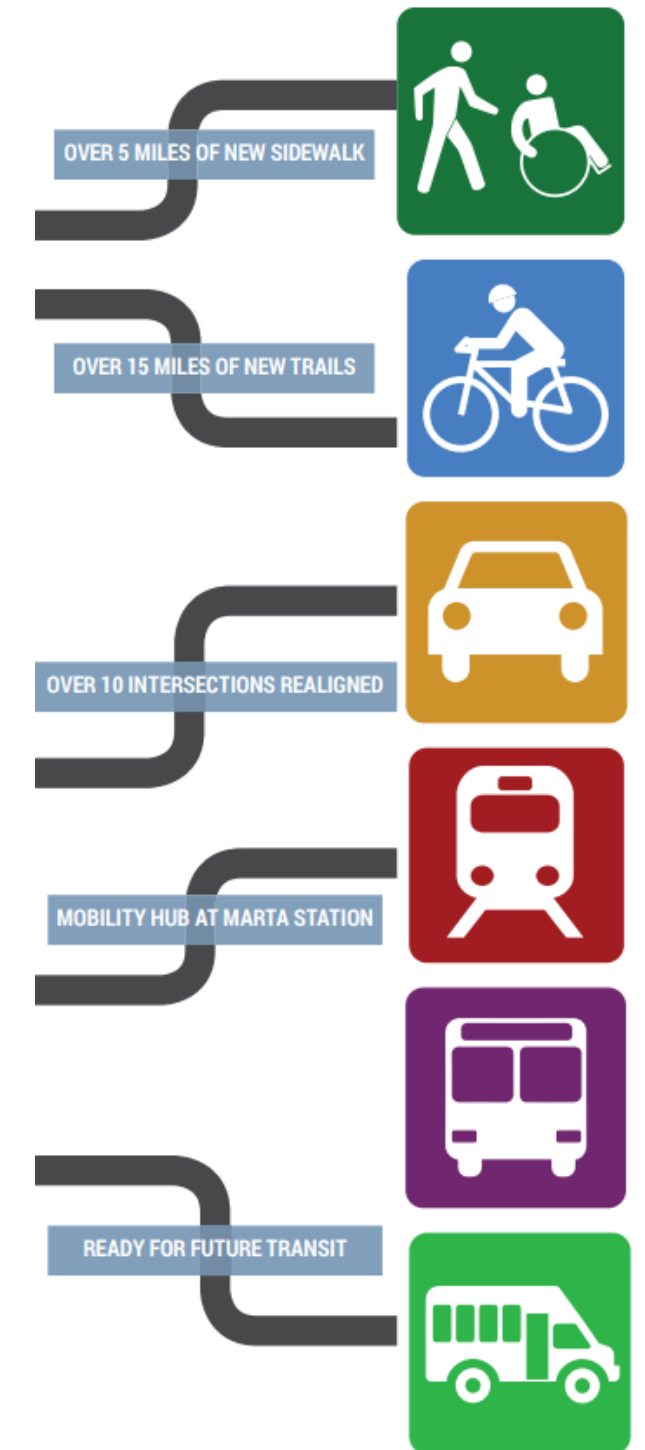 OVER 5 MILES OF NEW SIDEWALK
OVER 15 MILES OF NEW TRAILS
OVER 10 INTERSECTIONS REALIGNED
MOBILITY HUB AT MARTA STATION
READY FOR FUTURE TRANSIT